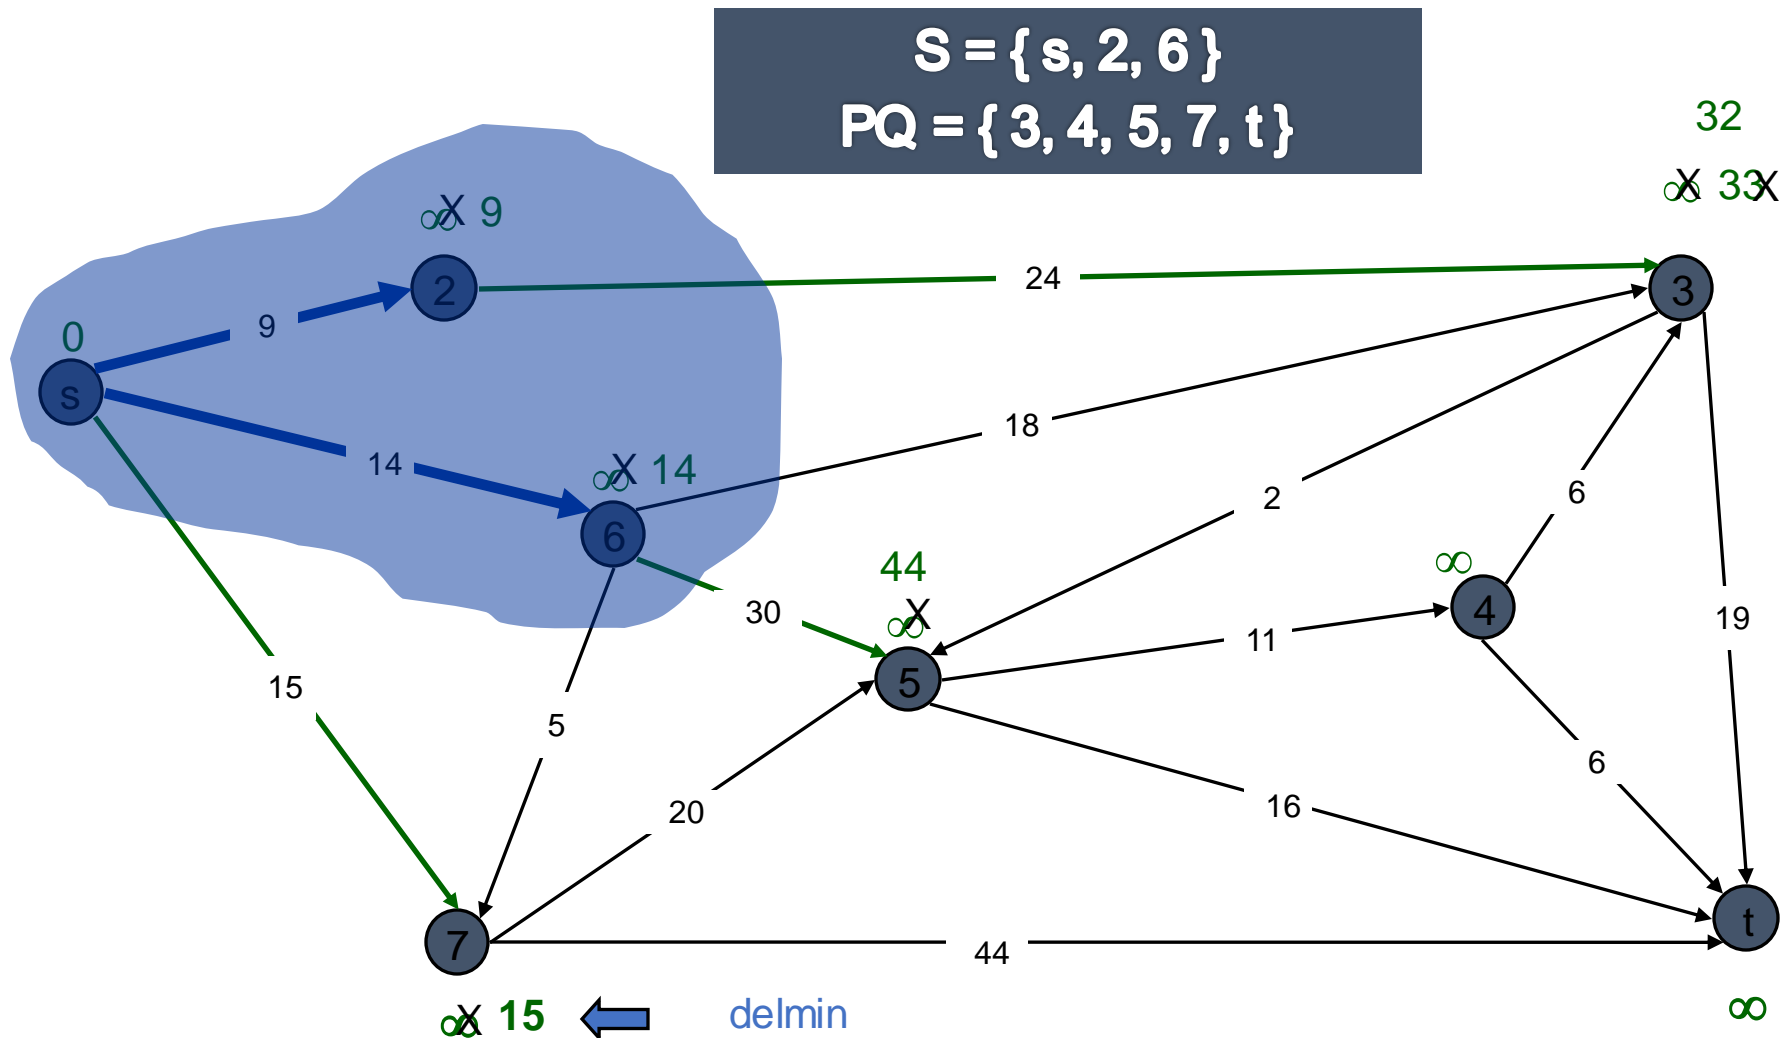 S = { s, 2, 6 }
PQ = { 3, 4, 5, 7, t }
32
∞ X 33 X
∞ X 9
2
24
3
9
0
s
18
14
∞ X 14
2
6
6
44
∞
∞ X
30
4
19
11
5
15
5
6
20
16
t
7
44
∞ X 15
delmin
∞